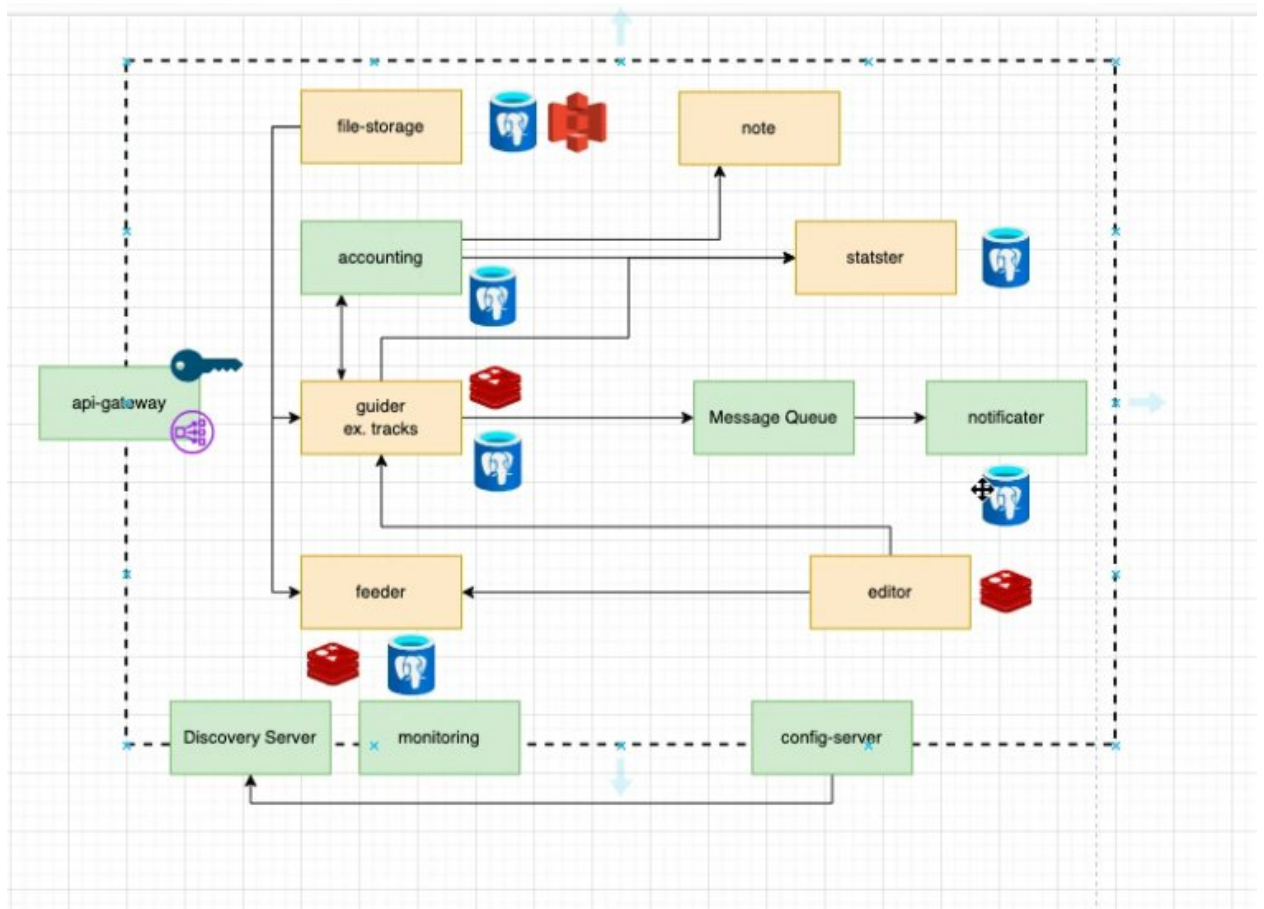 file-storage
note
accounting
statster
api-gateway
guider
ex. tracks
Message Queue
notificater
feeder
editor
Discovery Server
monitoring
config-server